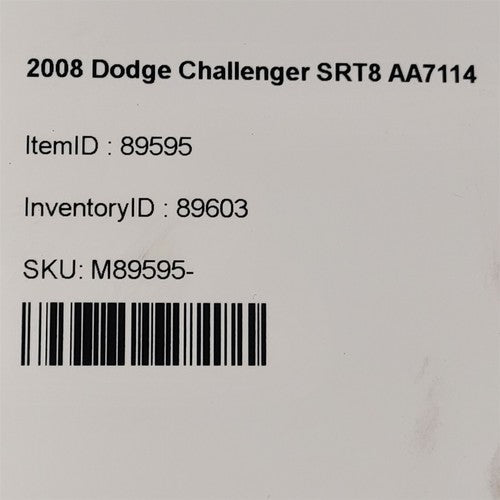 2008 Dodge Challenger SRT8 AA7114
ItemID : 89595
InventoryID : 89603
SKU: M89595-